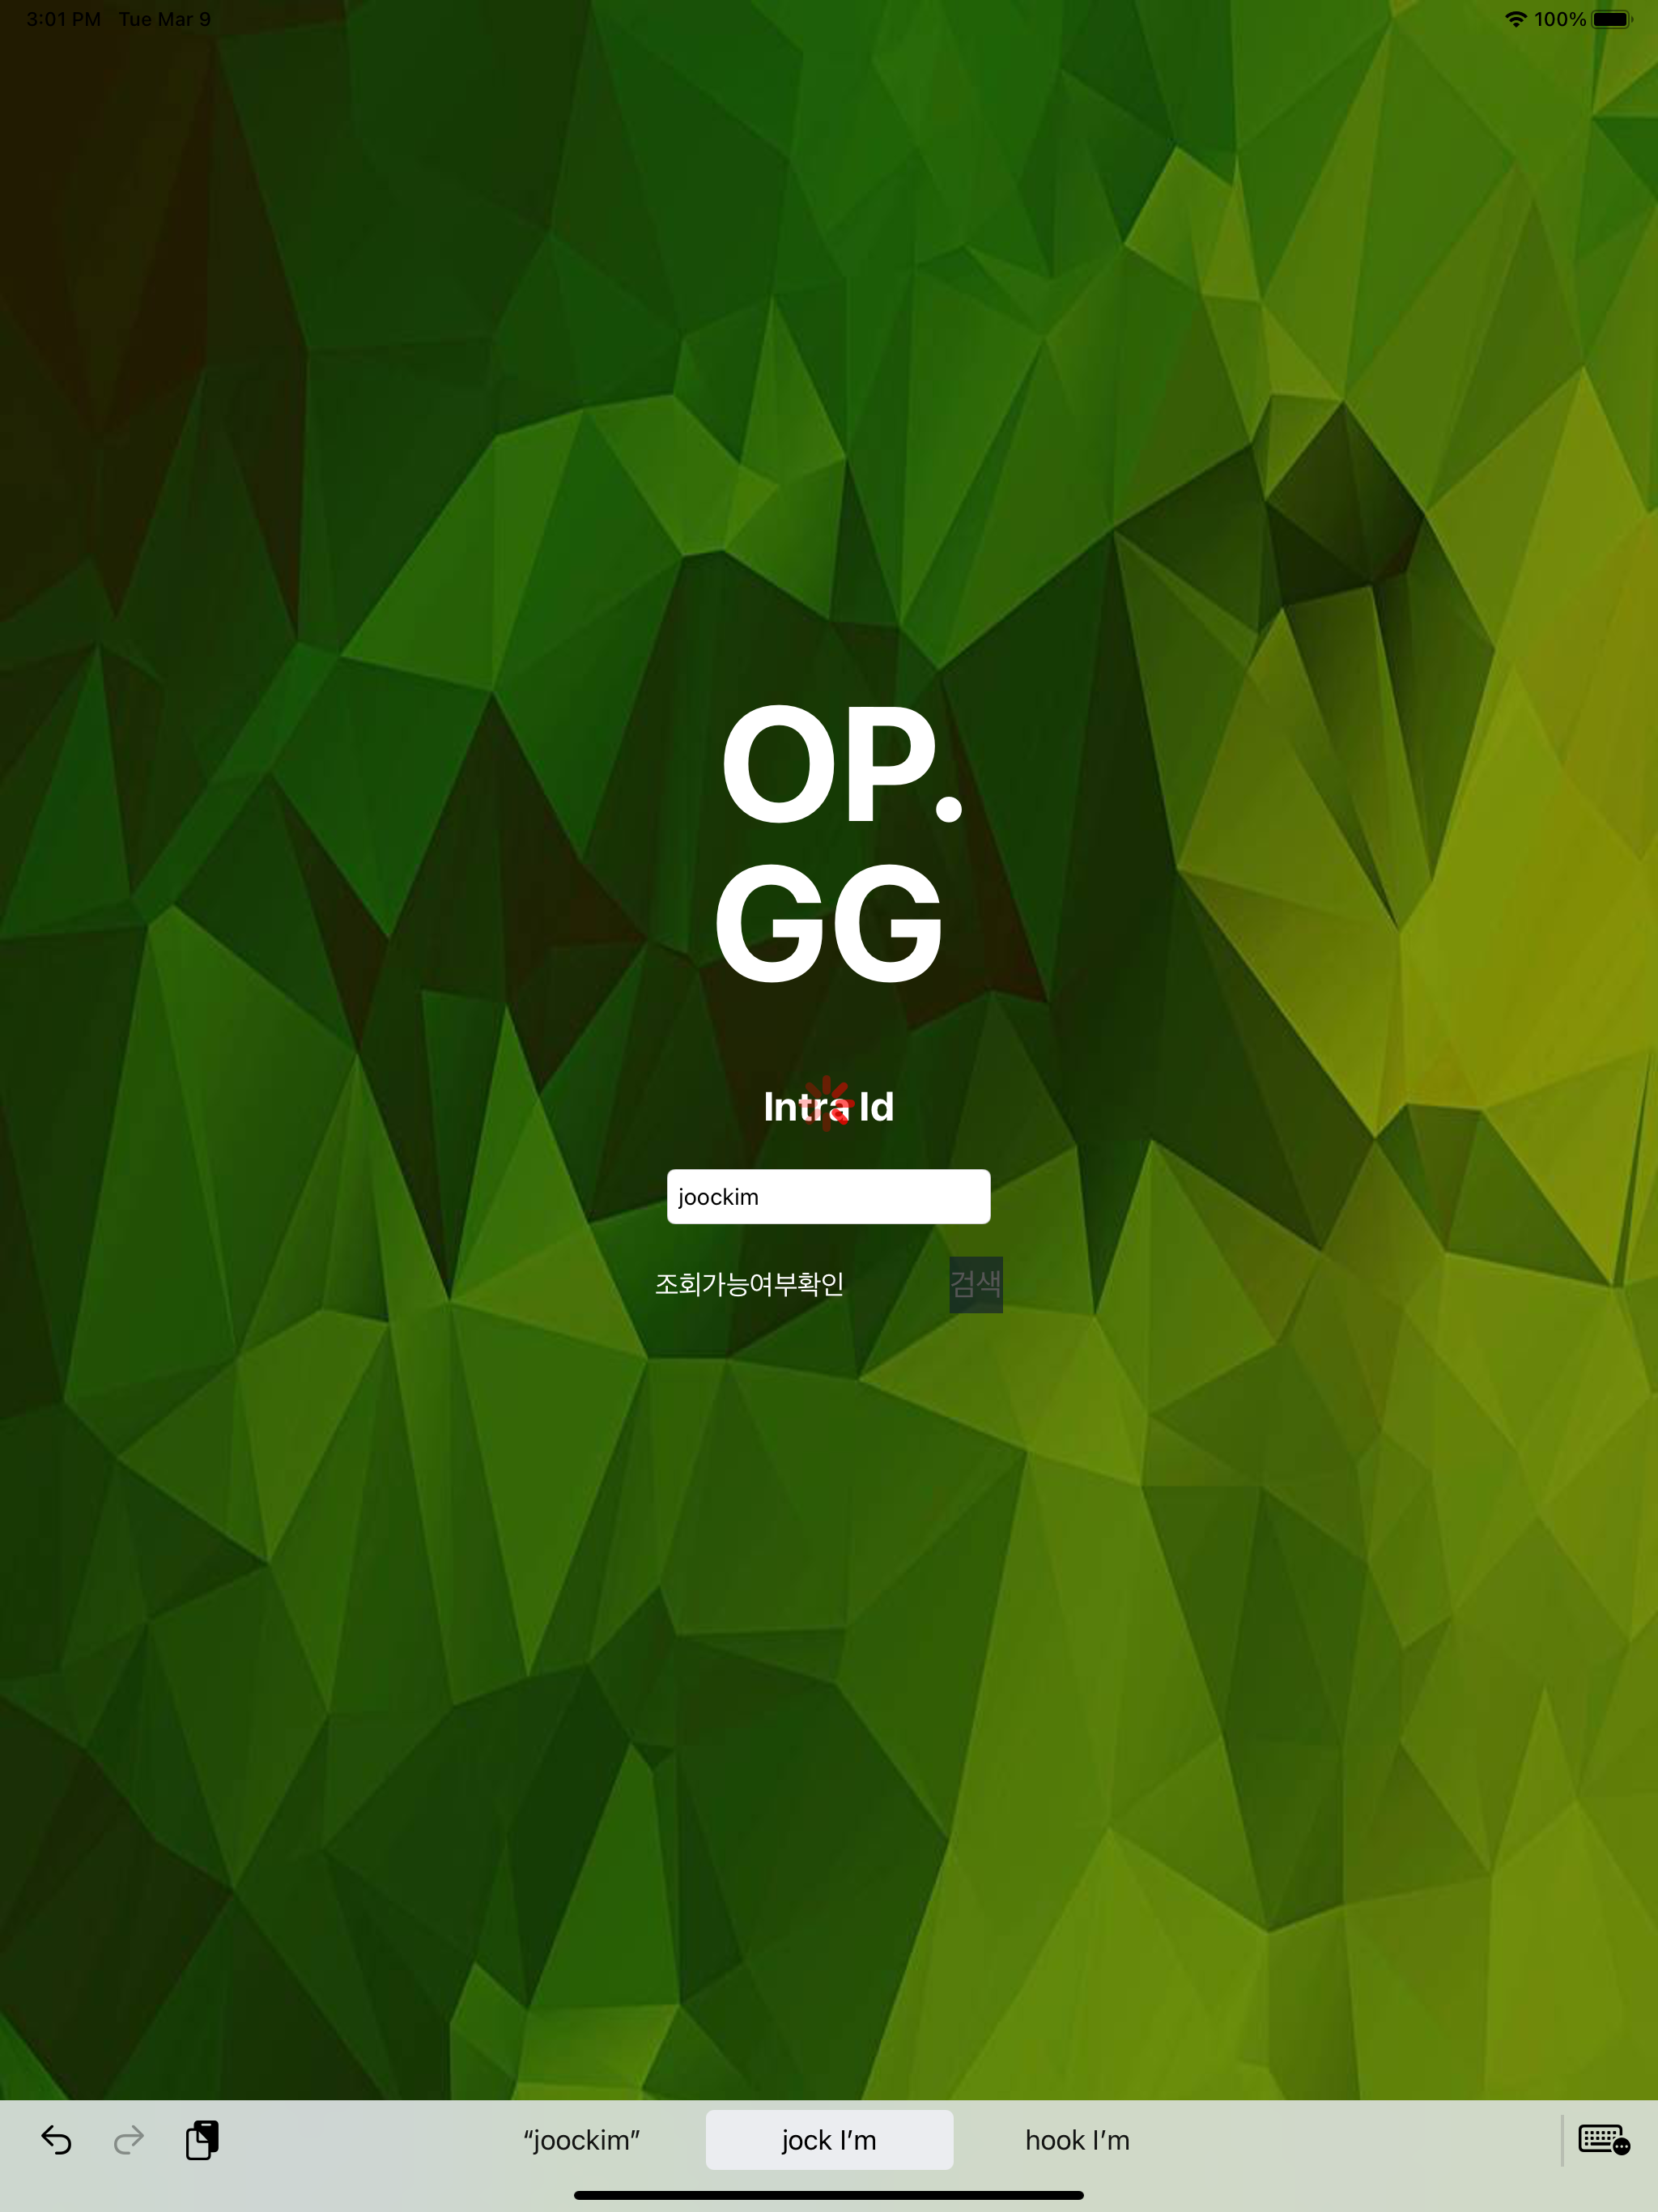 3:01 PM Tue Mar 9 100%
OP.
GG
Intra Id
joockim
조회가능여부확인 검색
“joockim” jock I’m hook I’m